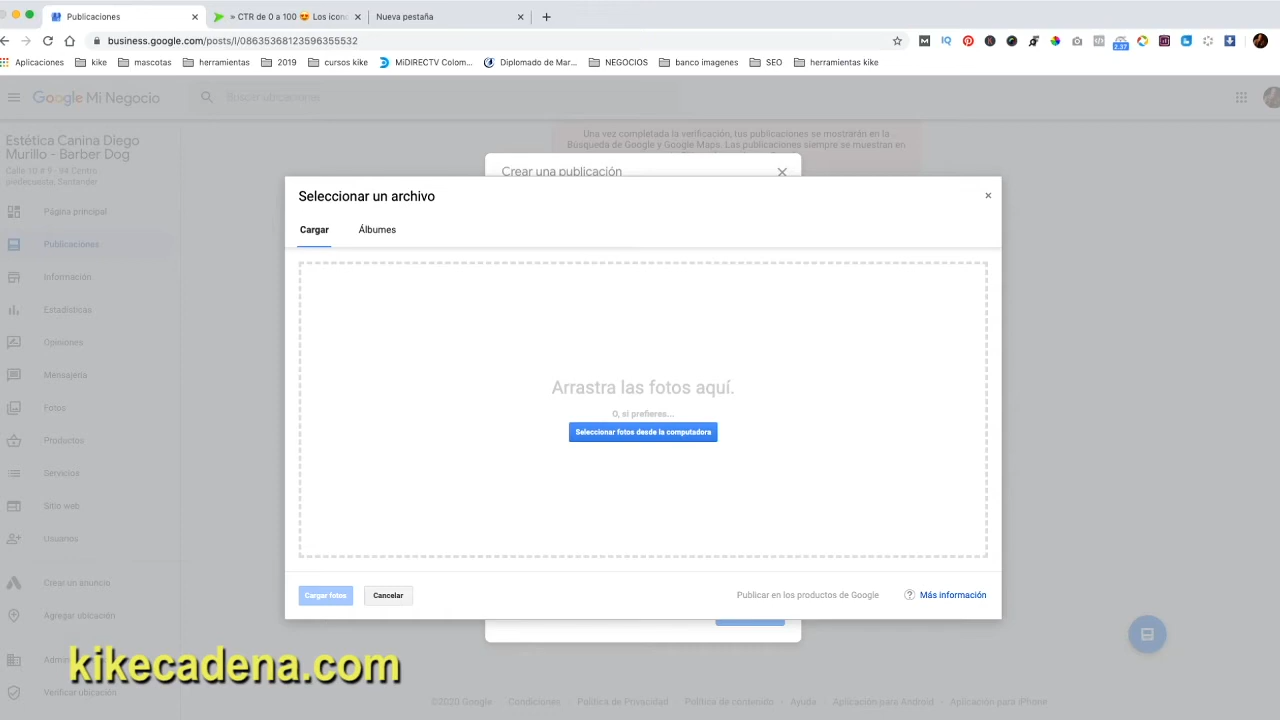 Publicaciones
» CTR de 0 a 100 😍 Los icono
Nueva pestaña
business.google.com/posts/l/08635368123596355532
2.37
Aplicaciones
kike
mascotas
herramientas
2019
cursos kike
MiDIRECTV Colom...
Diplomado de Mar...
NEGOCIOS
banco imagenes
SEO
herramientas kike
Google Mi Negocio
Buscar ubicaciones
Estética Canina Diego
Murillo - Barber Dog
Calle 10 # 9 - 94 Centro
Piedecuesta, Santander
Una vez completada la verificación, tus publicaciones se mostrarán en la
Búsqueda de Google y Google Maps. Las publicaciones siempre se muestran en
Crear una publicación
Seleccionar un archivo
Cargar
Álbumes
Página principal
Publicaciones
Información
Estadísticas
Opiniones
Mensajería
Fotos
Productos
Servicios
Sitio web
Usuarios
Crear un anuncio
Agregar ubicación
Admin
Verificar ubicación
Arrastra las fotos aquí.
O, si prefieres...
Seleccionar fotos desde la computadora
Cargar fotos
Cancelar
Publicar en los productos de Google
Más información
kikecadena.com
©2020 Google
Condiciones
Política de Privacidad
Política de contenido
Ayuda
Aplicación para Android
Aplicación para iPhone